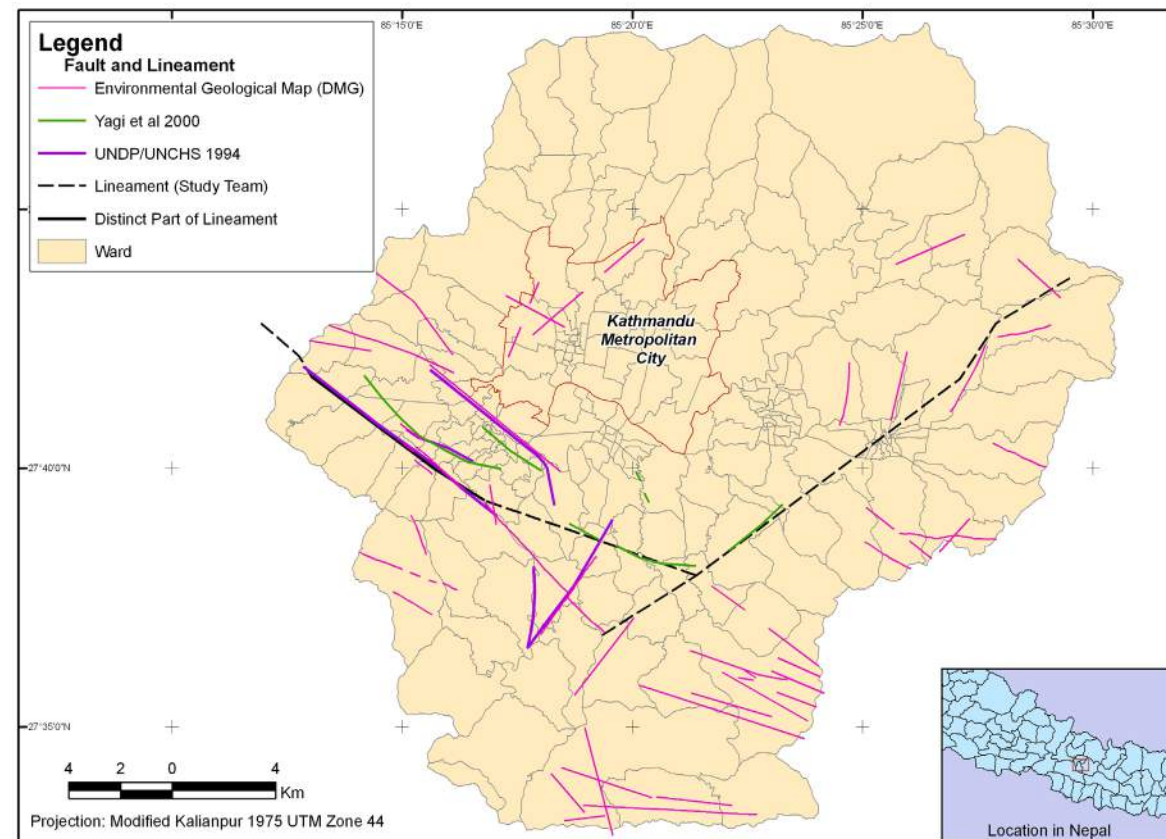 85°15'0"E
85°20'0"E
85°25'0"E
85°30'0"E
Legend
Fault and Lineament
Environmental Geological Map (DMG)
Yagi et al 2000
UNDP/UNCHS 1994
Lineament (Study Team)
Distinct Part of Lineament
Ward
Kathmandu
Metropolitan
City
27°40'0"N
27°35'0"N
4 2 0 4
Km
Projection: Modified Kalianpur 1975 UTM Zone 44
Location in Nepal